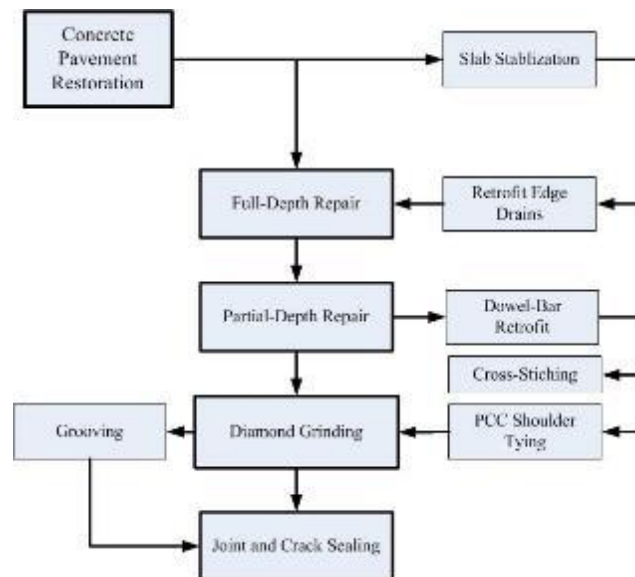 Concrete
Pavement
Restoration
Slab Stablization
Full-Depth Repair
Retrofit Edge
Drains
Partial-Depth Repair
Dowel-Bar
Retrofit
Cross-Stiching
Grooving
Diamond Grinding
PCC Shoulder
Tying
Joint and Crack Sealing